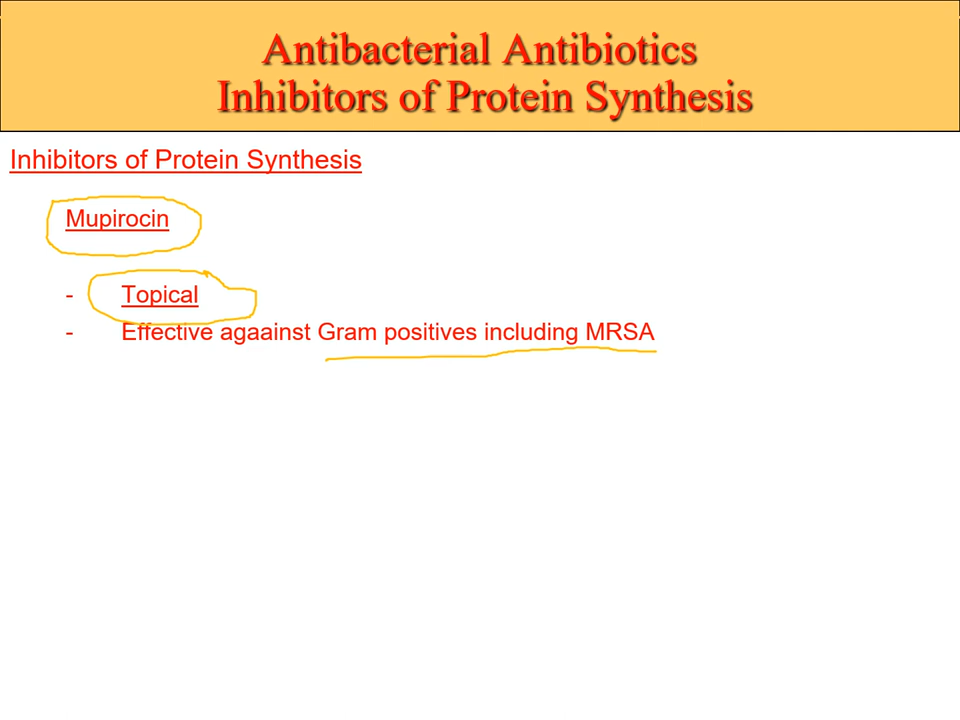 Antibacterial Antibiotics
Inhibitors of Protein Synthesis
Inhibitors of Protein Synthesis
Mupirocin
- Topical
- Effective agaainst Gram positives including MRSA